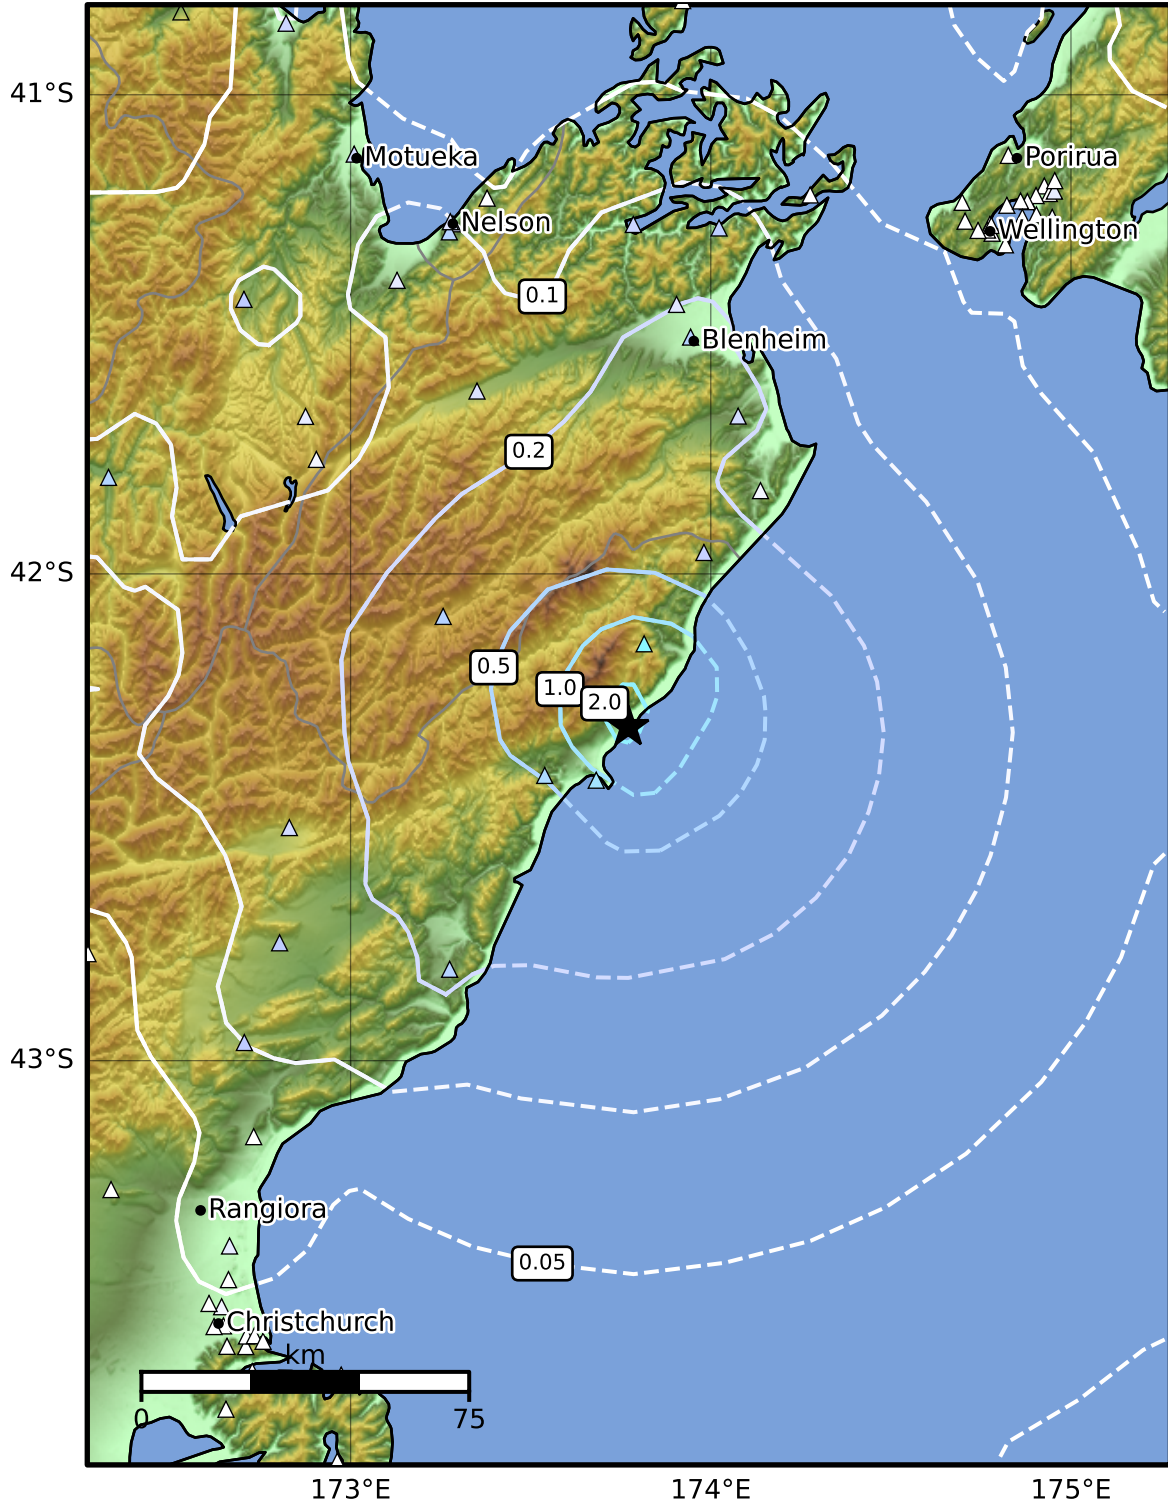 41°S
Motueka
Porirua
Nelson
Wellington
0.1
Blenheim
0.2
42°S
0.5
1.0
2.0
43°S
Rangiora
0.05
Christchurch
km
0
75
173°E
174°E
175°E